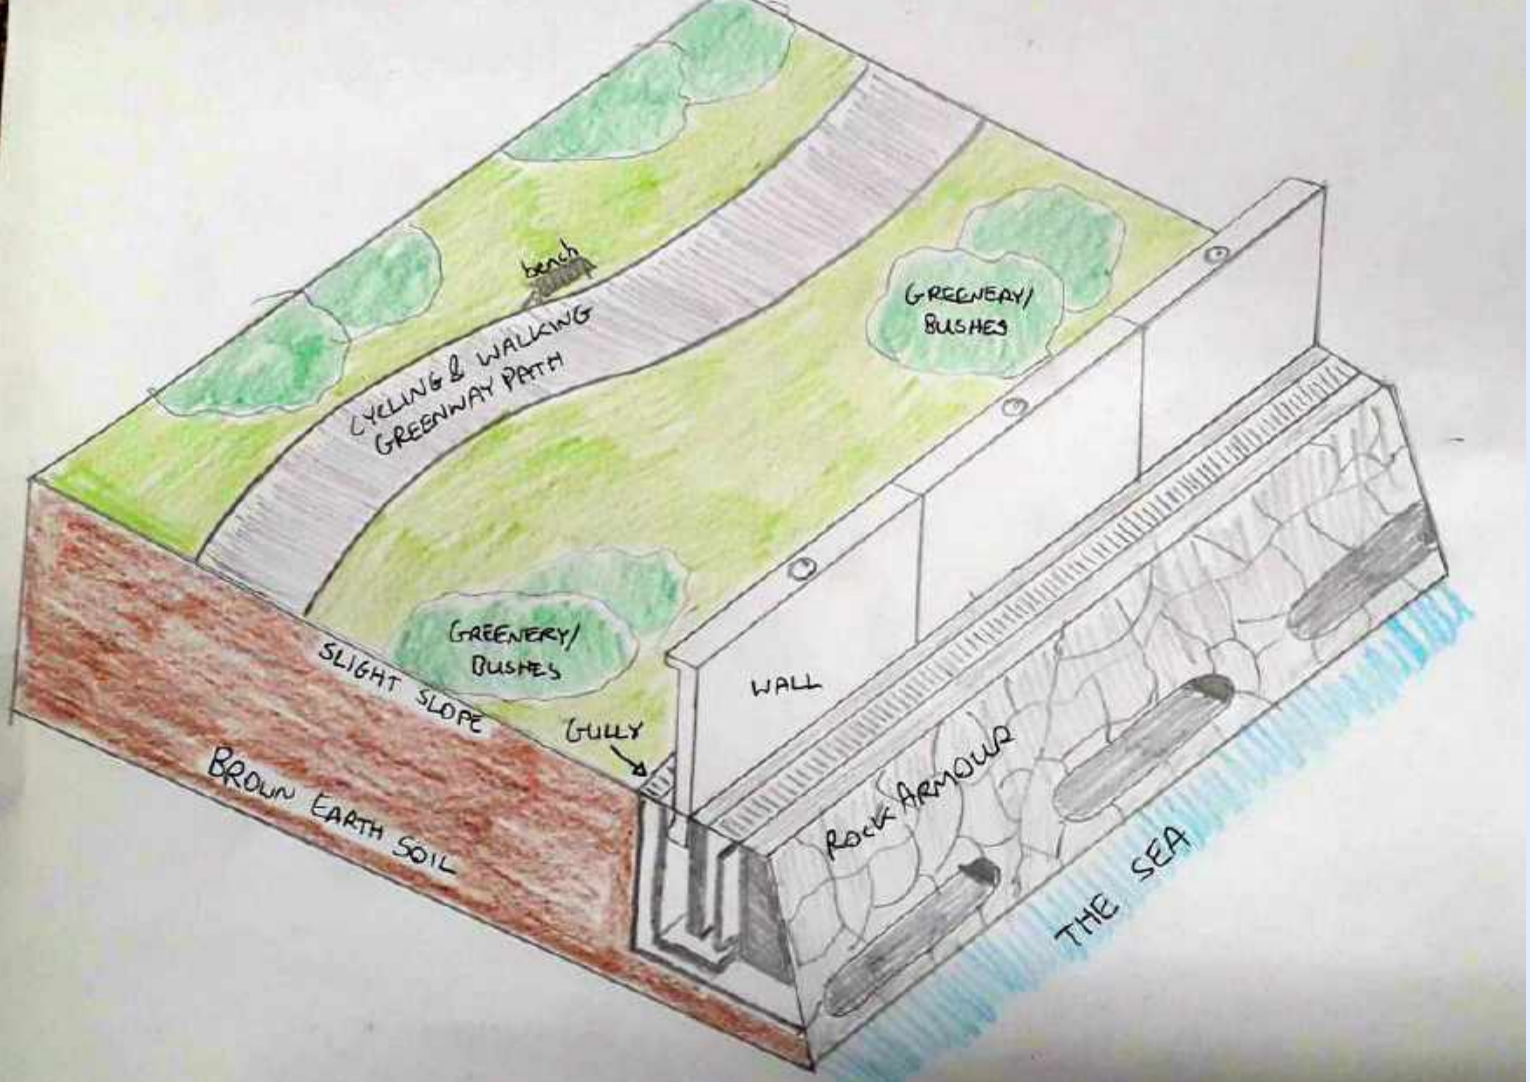 bench
CYCLING & WALKING
GREENWAY PATH
GREENERY/
BUSHES
GREENERY/
BUSHES
SLIGHT SLOPE
GULLY
WALL
BROWN EARTH SOIL
ROCK ARMOUR
THE SEA